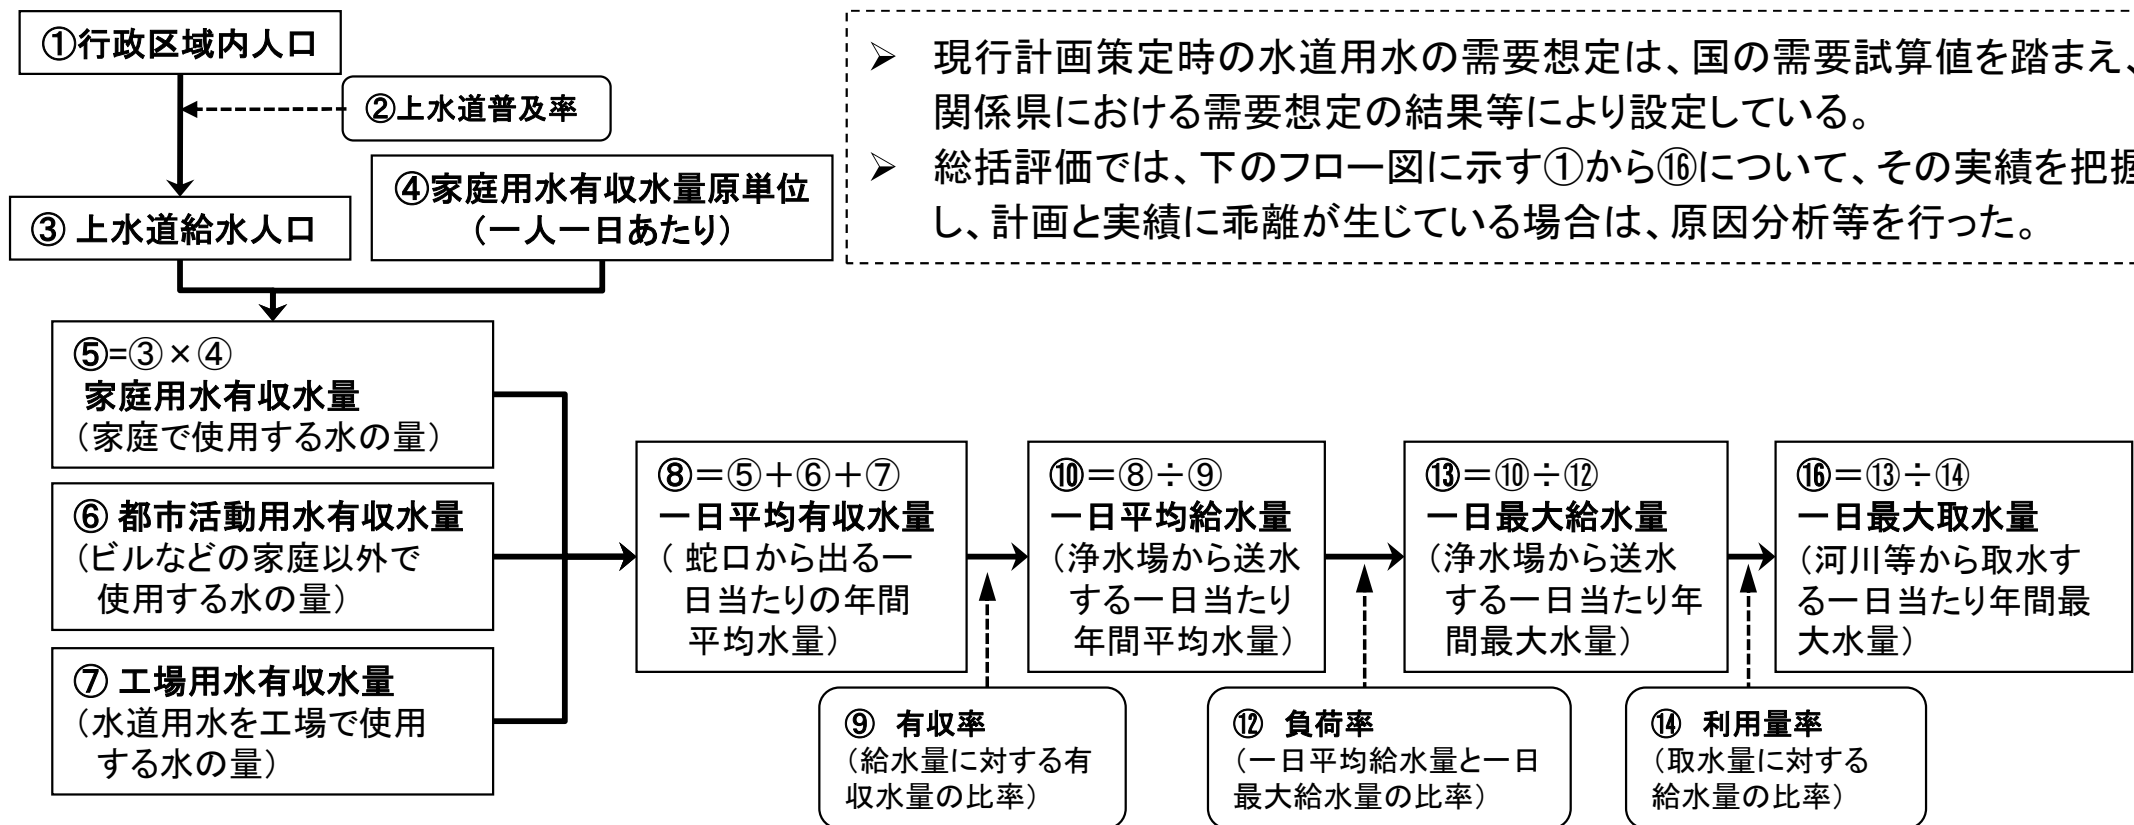 ①行政区域内人口
②上水道普及率
③ 上水道給水人口
④家庭用水有収水量原単位
(一人一日あたり)
➢ 現行計画策定時の水道用水の需要想定は、国の需要試算値を踏まえ、
関係県における需要想定の結果等により設定している。
➢ 総括評価では、下のフロー図に示す①から⑯について、その実績を把握
し、計画と実績に乖離が生じている場合は、原因分析等を行った。
⑤=③×④
家庭用水有収水量
(家庭で使用する水の量)
⑥ 都市活動用水有収水量
(ビルなどの家庭以外で
使用する水の量)
⑦ 工場用水有収水量
(水道用水を工場で使用
する水の量)
⑧=⑤+⑥+⑦
一日平均有収水量
( 蛇口から出る一
日当たりの年間
平均水量)
⑨ 有収率
(給水量に対する有
収水量の比率)
⑩=⑧÷⑨
一日平均給水量
(浄水場から送水
する一日当たり
年間平均水量)
⑫ 負荷率
(一日平均給水量と一日
最大給水量の比率)
⑬=⑩÷⑫
一日最大給水量
(浄水場から送水
する一日当たり年
間最大水量)
⑭ 利用量率
(取水量に対する
給水量の比率)
⑯=⑬÷⑭
一日最大取水量
(河川等から取水す
る一日当たり年間最
大水量)